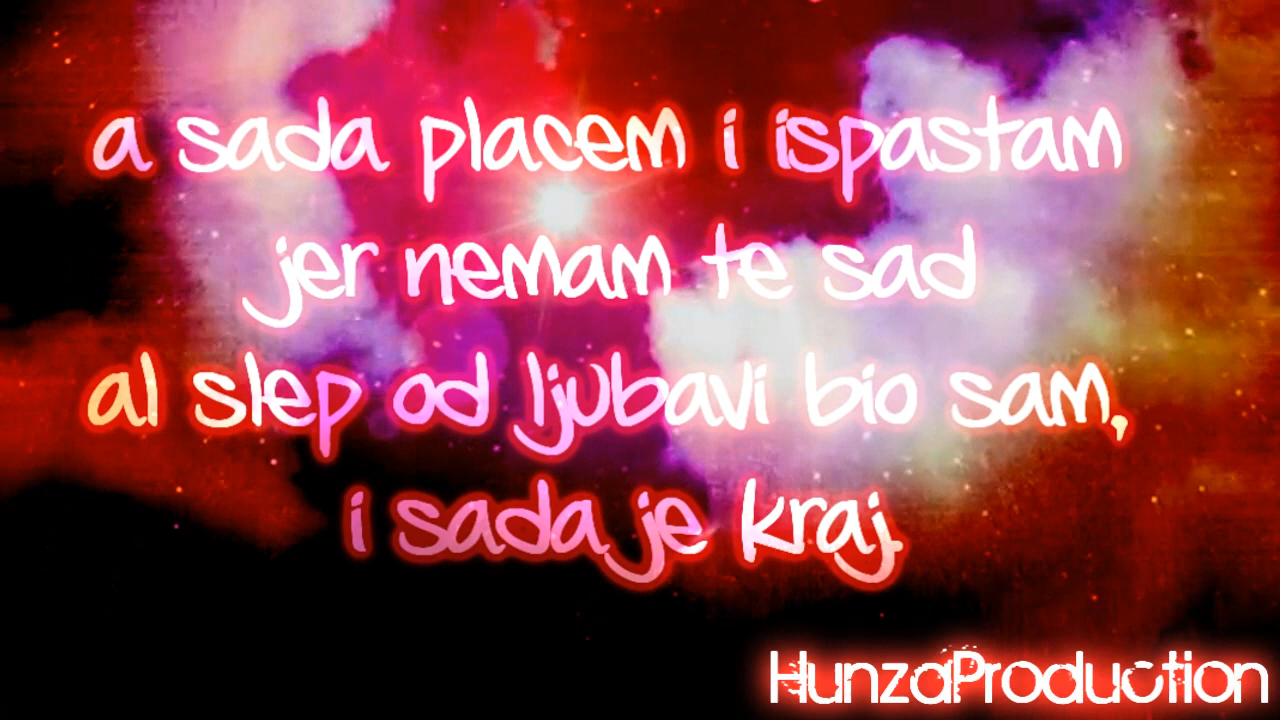 a sada placem i ispastam
jer nemam te sad
al slep od ljubavi bio sam,
i sada je kraj
HunzaProduction